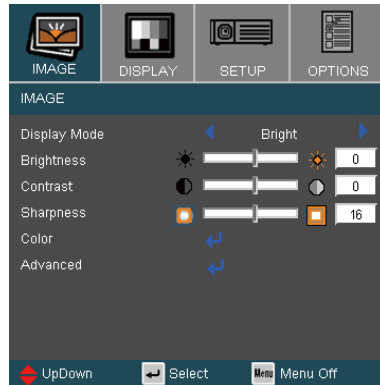 IMAGE DISPLAY SETUP OPTIONS
IMAGE
Display Mode Bright
Brightness 0
Contrast 0
Sharpness 16
Color
Advanced
UpDown Select Menu Menu Off